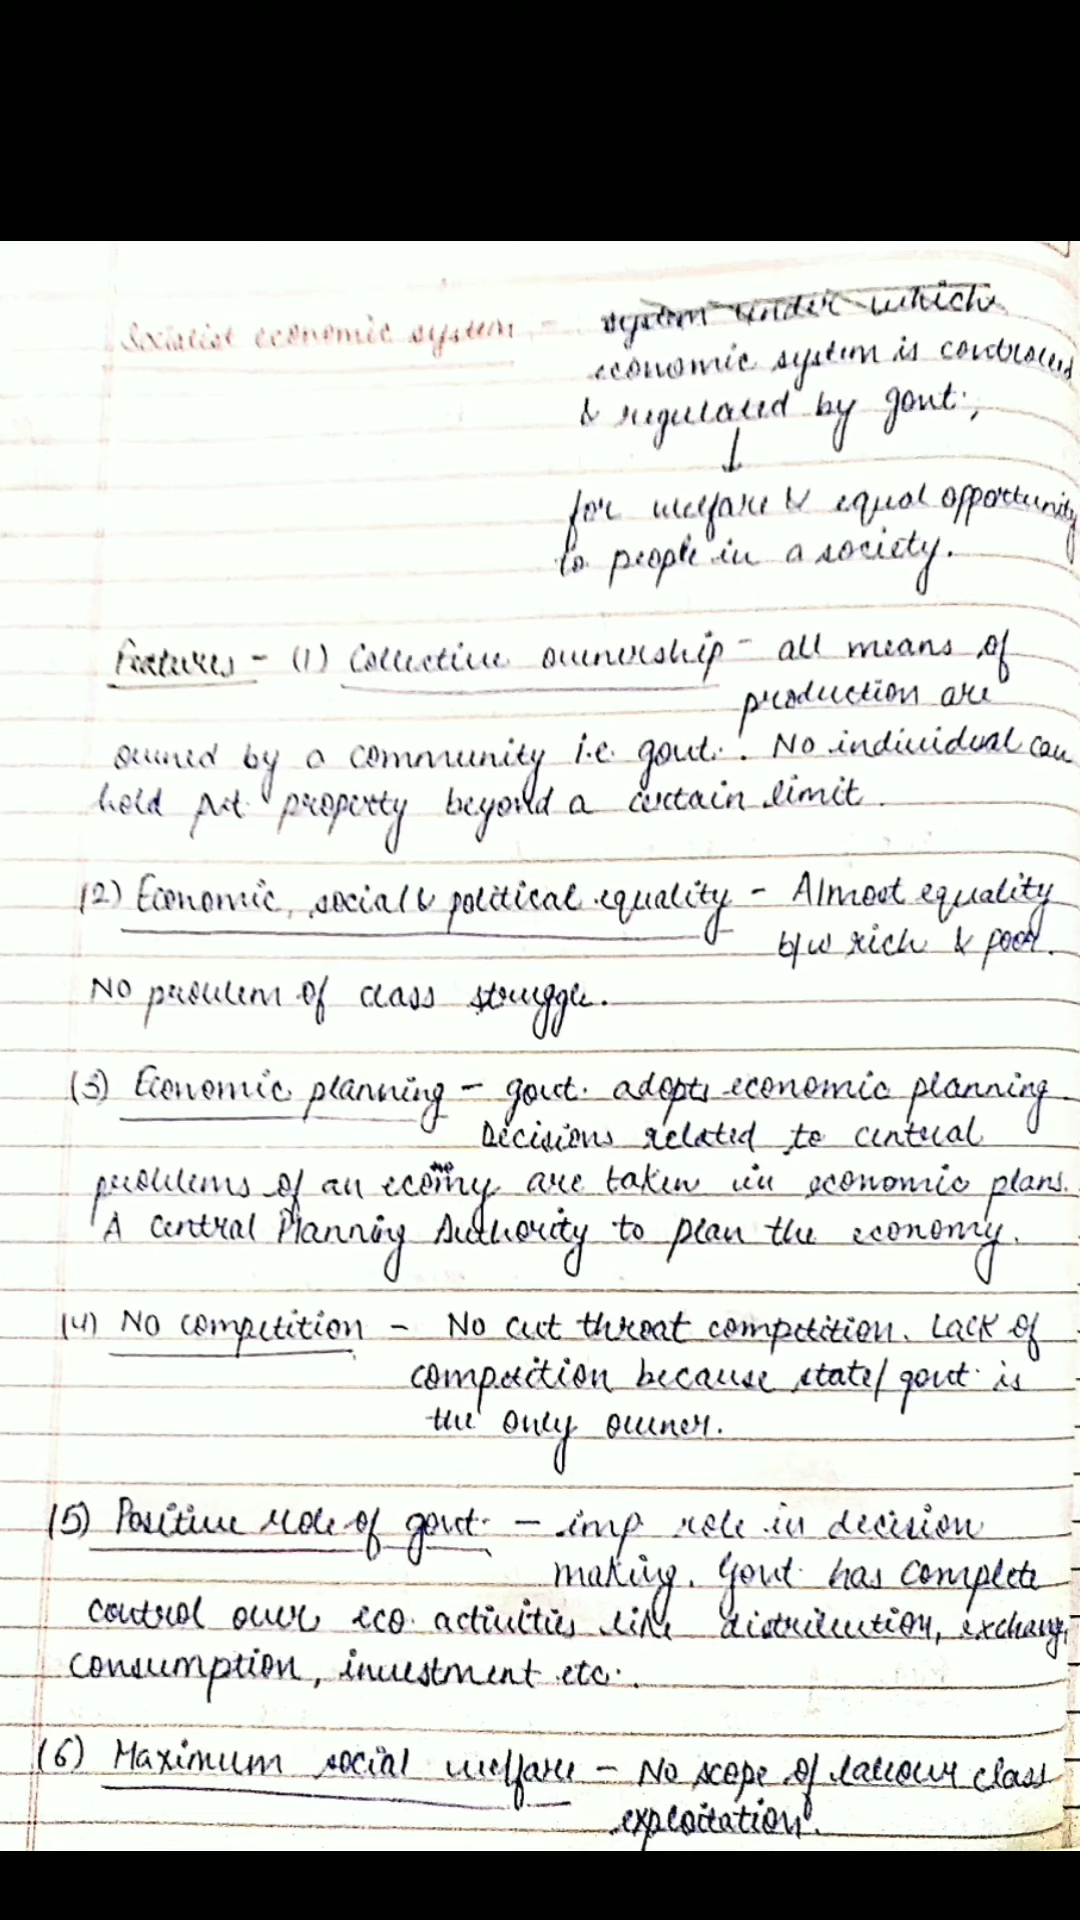 Socialist economic system - system under which
economic system is controlled
& regulated by govt.,
↓
for welfare & equal opportunity
to people in a society.
Features - (1) Collective ownership - all means of
production are
owned by a community i.e. govt. No individual can
hold pvt. property beyond a certain limit.
(2) Economic, social & political equality - Almost equality
b/w rich & poor.
No problem of class struggle.
(3) Economic planning - govt. adopts economic planning
Decisions related to central
problems of an economy are taken in economic plans.
A Central Planning Authority to plan the economy.
(4) No competition - No cut throat competition. Lack of
competition because state/govt. is
the only owner.
(5) Positive role of govt. - imp role in decision
making. Govt. has complete
control over eco. activities like distribution, exchange,
consumption, investment etc.
(6) Maximum social welfare - No scope of labour class
exploitation.